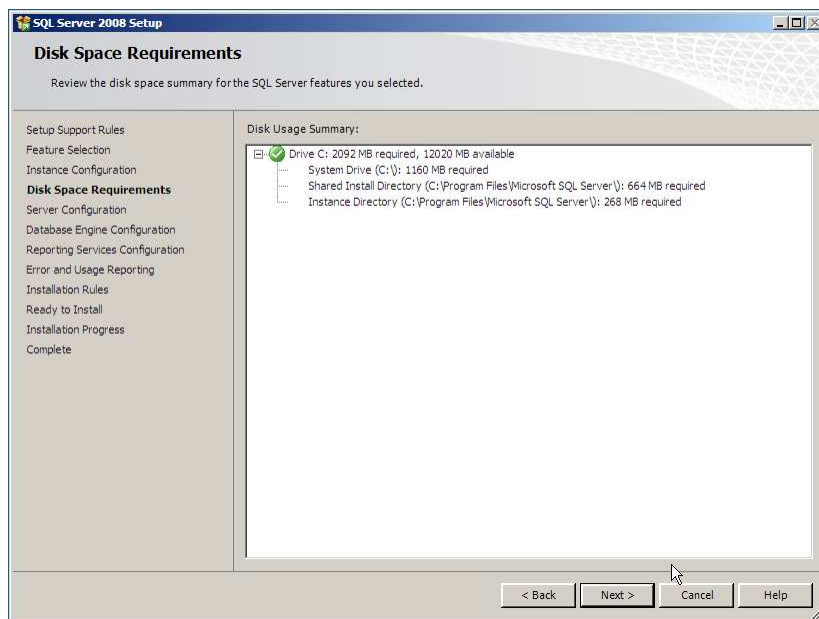 SQL Server 2008 Setup
Disk Space Requirements
Review the disk space summary for the SQL Server features you selected.
Setup Support Rules
Feature Selection
Instance Configuration
Disk Space Requirements
Server Configuration
Database Engine Configuration
Reporting Services Configuration
Error and Usage Reporting
Installation Rules
Ready to Install
Installation Progress
Complete
Disk Usage Summary:
Drive C: 2092 MB required, 12020 MB available
System Drive (C:\): 1160 MB required
Shared Install Directory (C:\Program Files\Microsoft SQL Server\): 664 MB required
Instance Directory (C:\Program Files\Microsoft SQL Server\): 268 MB required
< Back
Next >
Cancel
Help